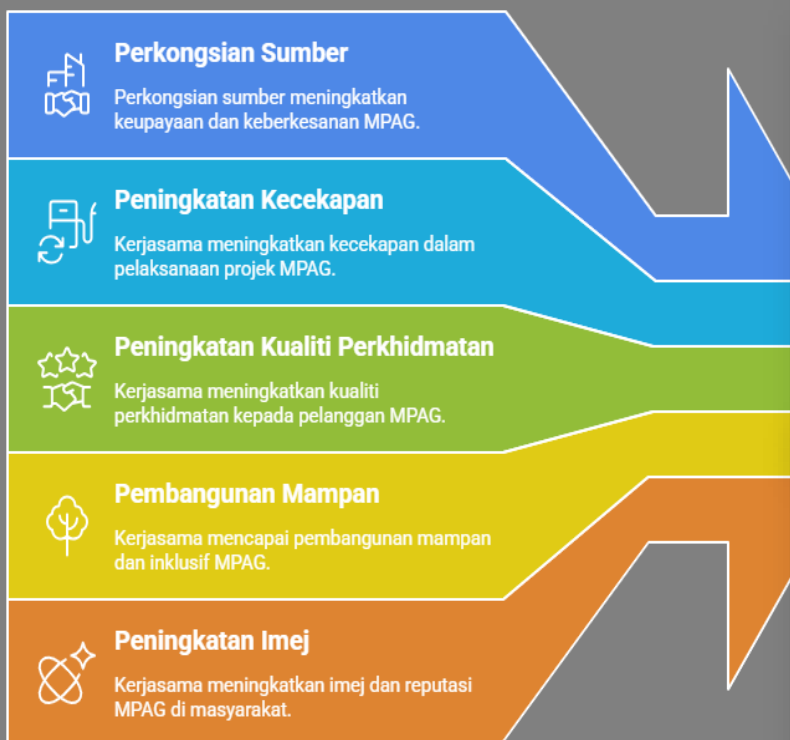 Perkongsian Sumber
Perkongsian sumber meningkatkan
keupayaan dan keberkesanan MPAG.
Peningkatan Kecekapan
Kerjasama meningkatkan kecekapan dalam
pelaksanaan projek MPAG.
Peningkatan Kualiti Perkhidmatan
Kerjasama meningkatkan kualiti
perkhidmatan kepada pelanggan MPAG.
Pembangunan Mampan
Kerjasama mencapai pembangunan mampan
dan inklusif MPAG.
Peningkatan Imej
Kerjasama meningkatkan imej dan reputasi
MPAG di masyarakat.